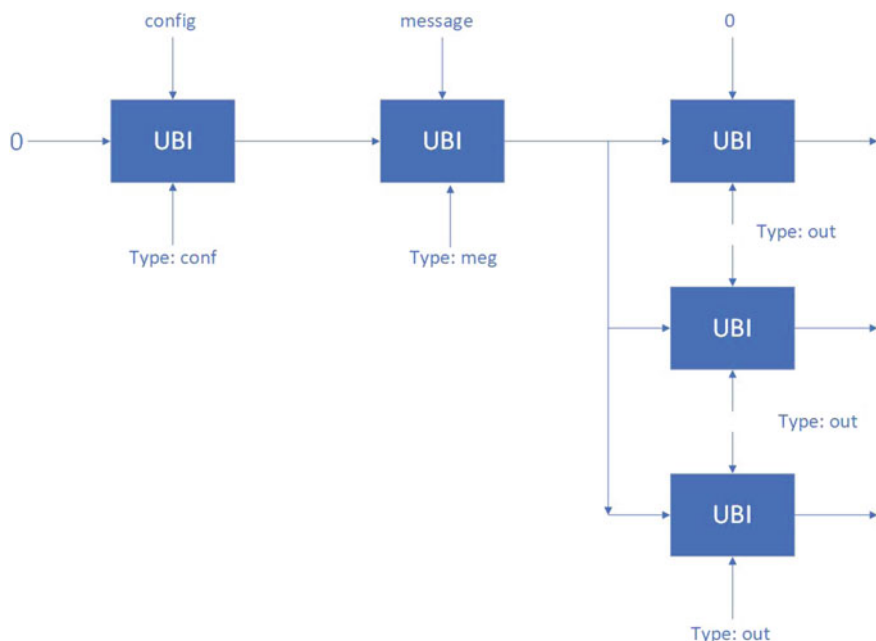 config
message
0
0
UBI
UBI
UBI
Type: conf
Type: meg
Type: out
UBI
Type: out
UBI
Type: out